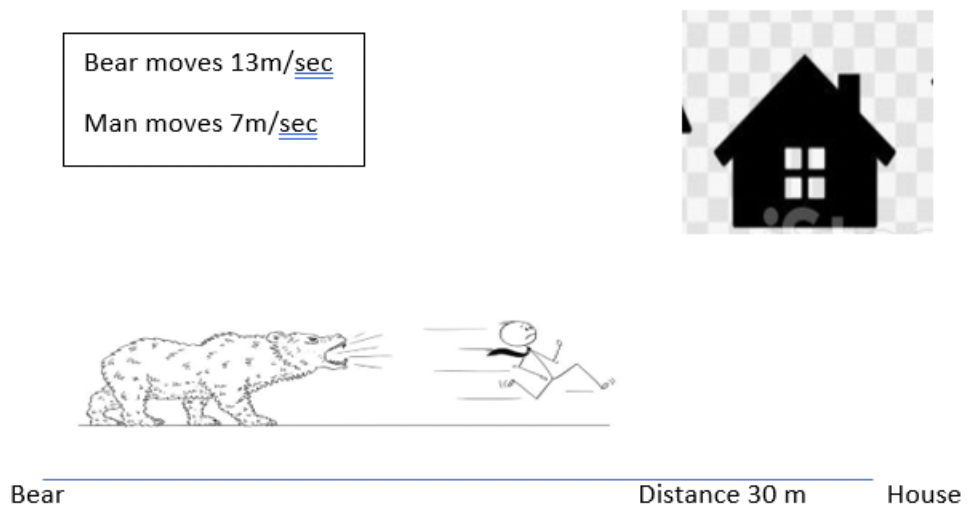 Bear moves 13m/sec
Man moves 7m/sec
Bear Distance 30 m House